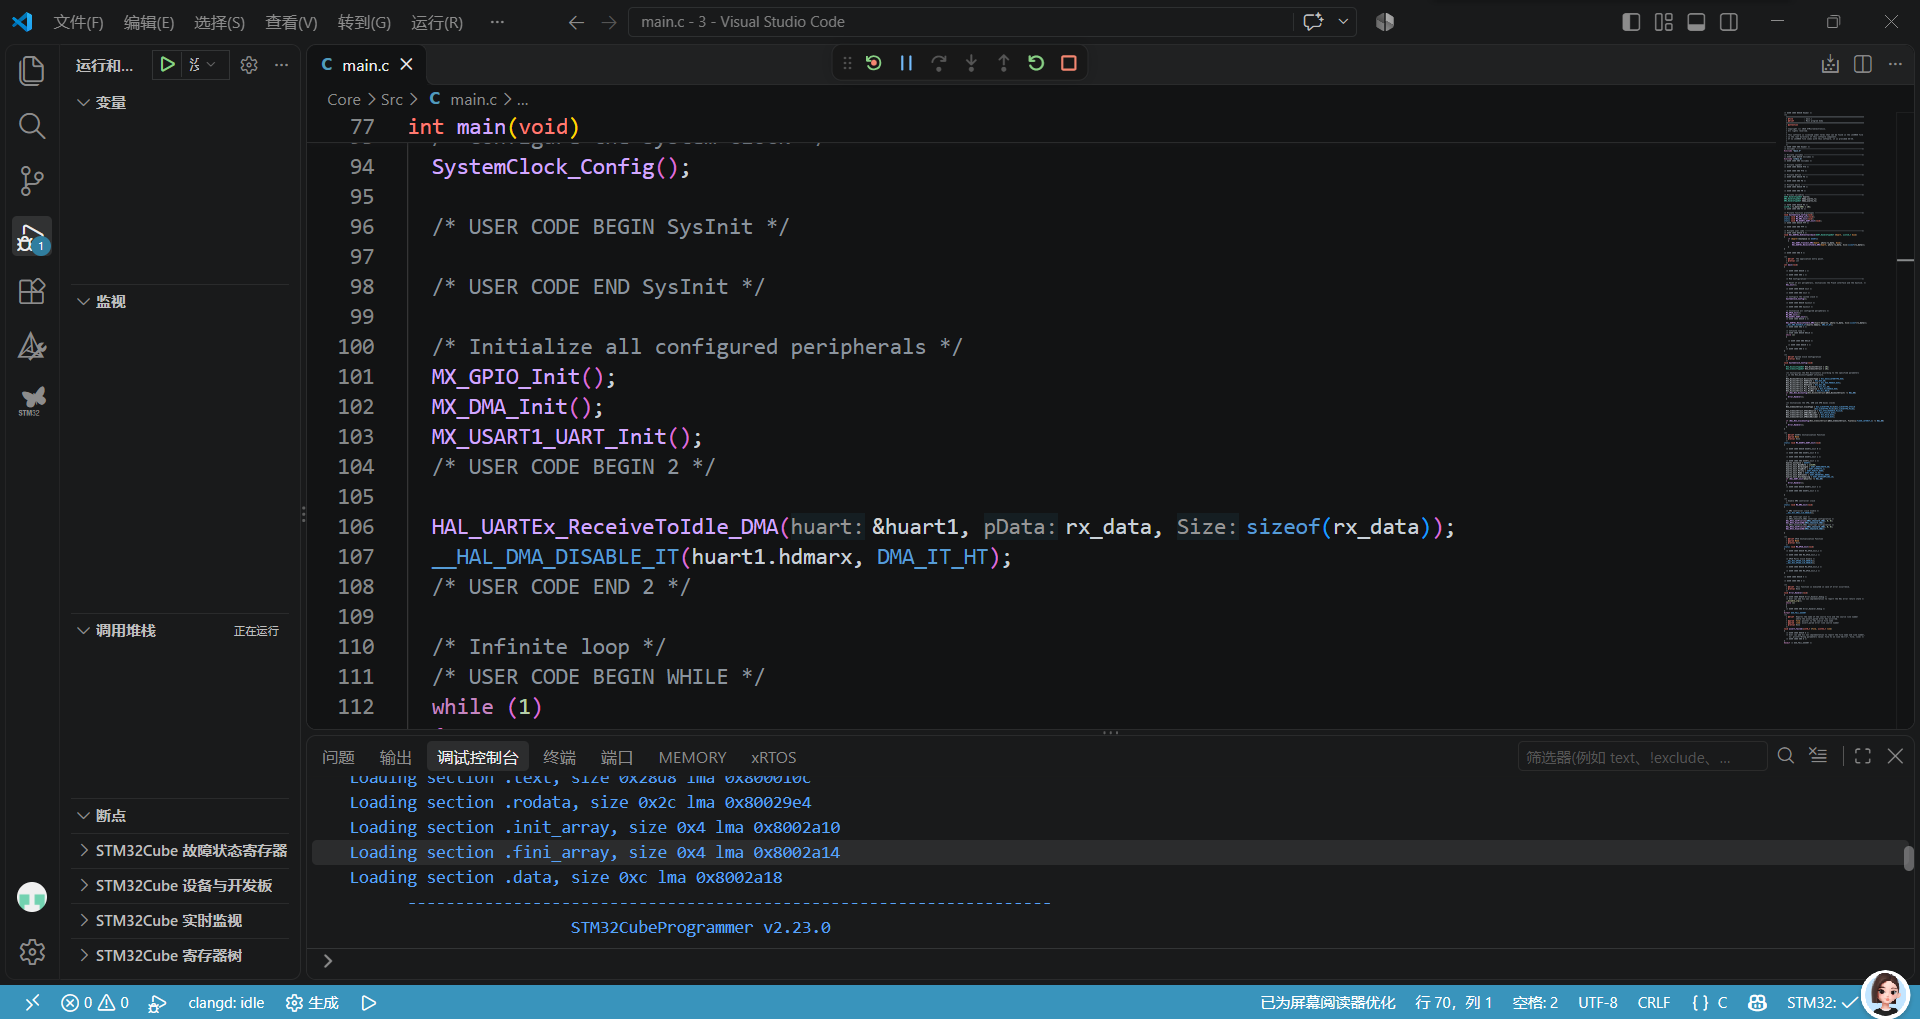 文件(F) 编辑(E) 选择(S) 查看(V) 转到(G) 运行(R) ··· main.c - 3 - Visual Studio Code
运行和... ··· C main.c
变量
Core > Src > C main.c > ...
77 int main(void)
94 SystemClock_Config();
95
96 /* USER CODE BEGIN SysInit */
97
98 /* USER CODE END SysInit */
99
100 /* Initialize all configured peripherals */
101 MX_GPIO_Init();
102 MX_DMA_Init();
103 MX_USART1_UART_Init();
104 /* USER CODE BEGIN 2 */
105
106 HAL_UARTEx_ReceiveToIdle_DMA(huart: &huart1, pData: rx_data, Size: sizeof(rx_data));
107 __HAL_DMA_DISABLE_IT(huart1.hdmarx, DMA_IT_HT);
108 /* USER CODE END 2 */
109
110 /* Infinite loop */
111 /* USER CODE BEGIN WHILE */
112 while (1)
1
STM32
监视
调用堆栈 正在运行
断点
STM32Cube 故障状态寄存器
STM32Cube 设备与开发板
STM32Cube 实时监视
STM32Cube 寄存器树
问题 输出 调试控制台 终端 端口 MEMORY xRTOS 筛选器(例如 text、!exclude、...
Loading section .text, size 0x28d8 lma 0x800010c
Loading section .rodata, size 0x2c lma 0x80029e4
Loading section .init_array, size 0x4 lma 0x8002a10
Loading section .fini_array, size 0x4 lma 0x8002a14
Loading section .data, size 0xc lma 0x8002a18
-------------------------------------------------------------------
STM32CubeProgrammer v2.23.0
>
0 0 clangd: idle 生成 已为屏幕阅读器优化 行 70，列 1 空格: 2 UTF-8 CRLF {} C STM32: